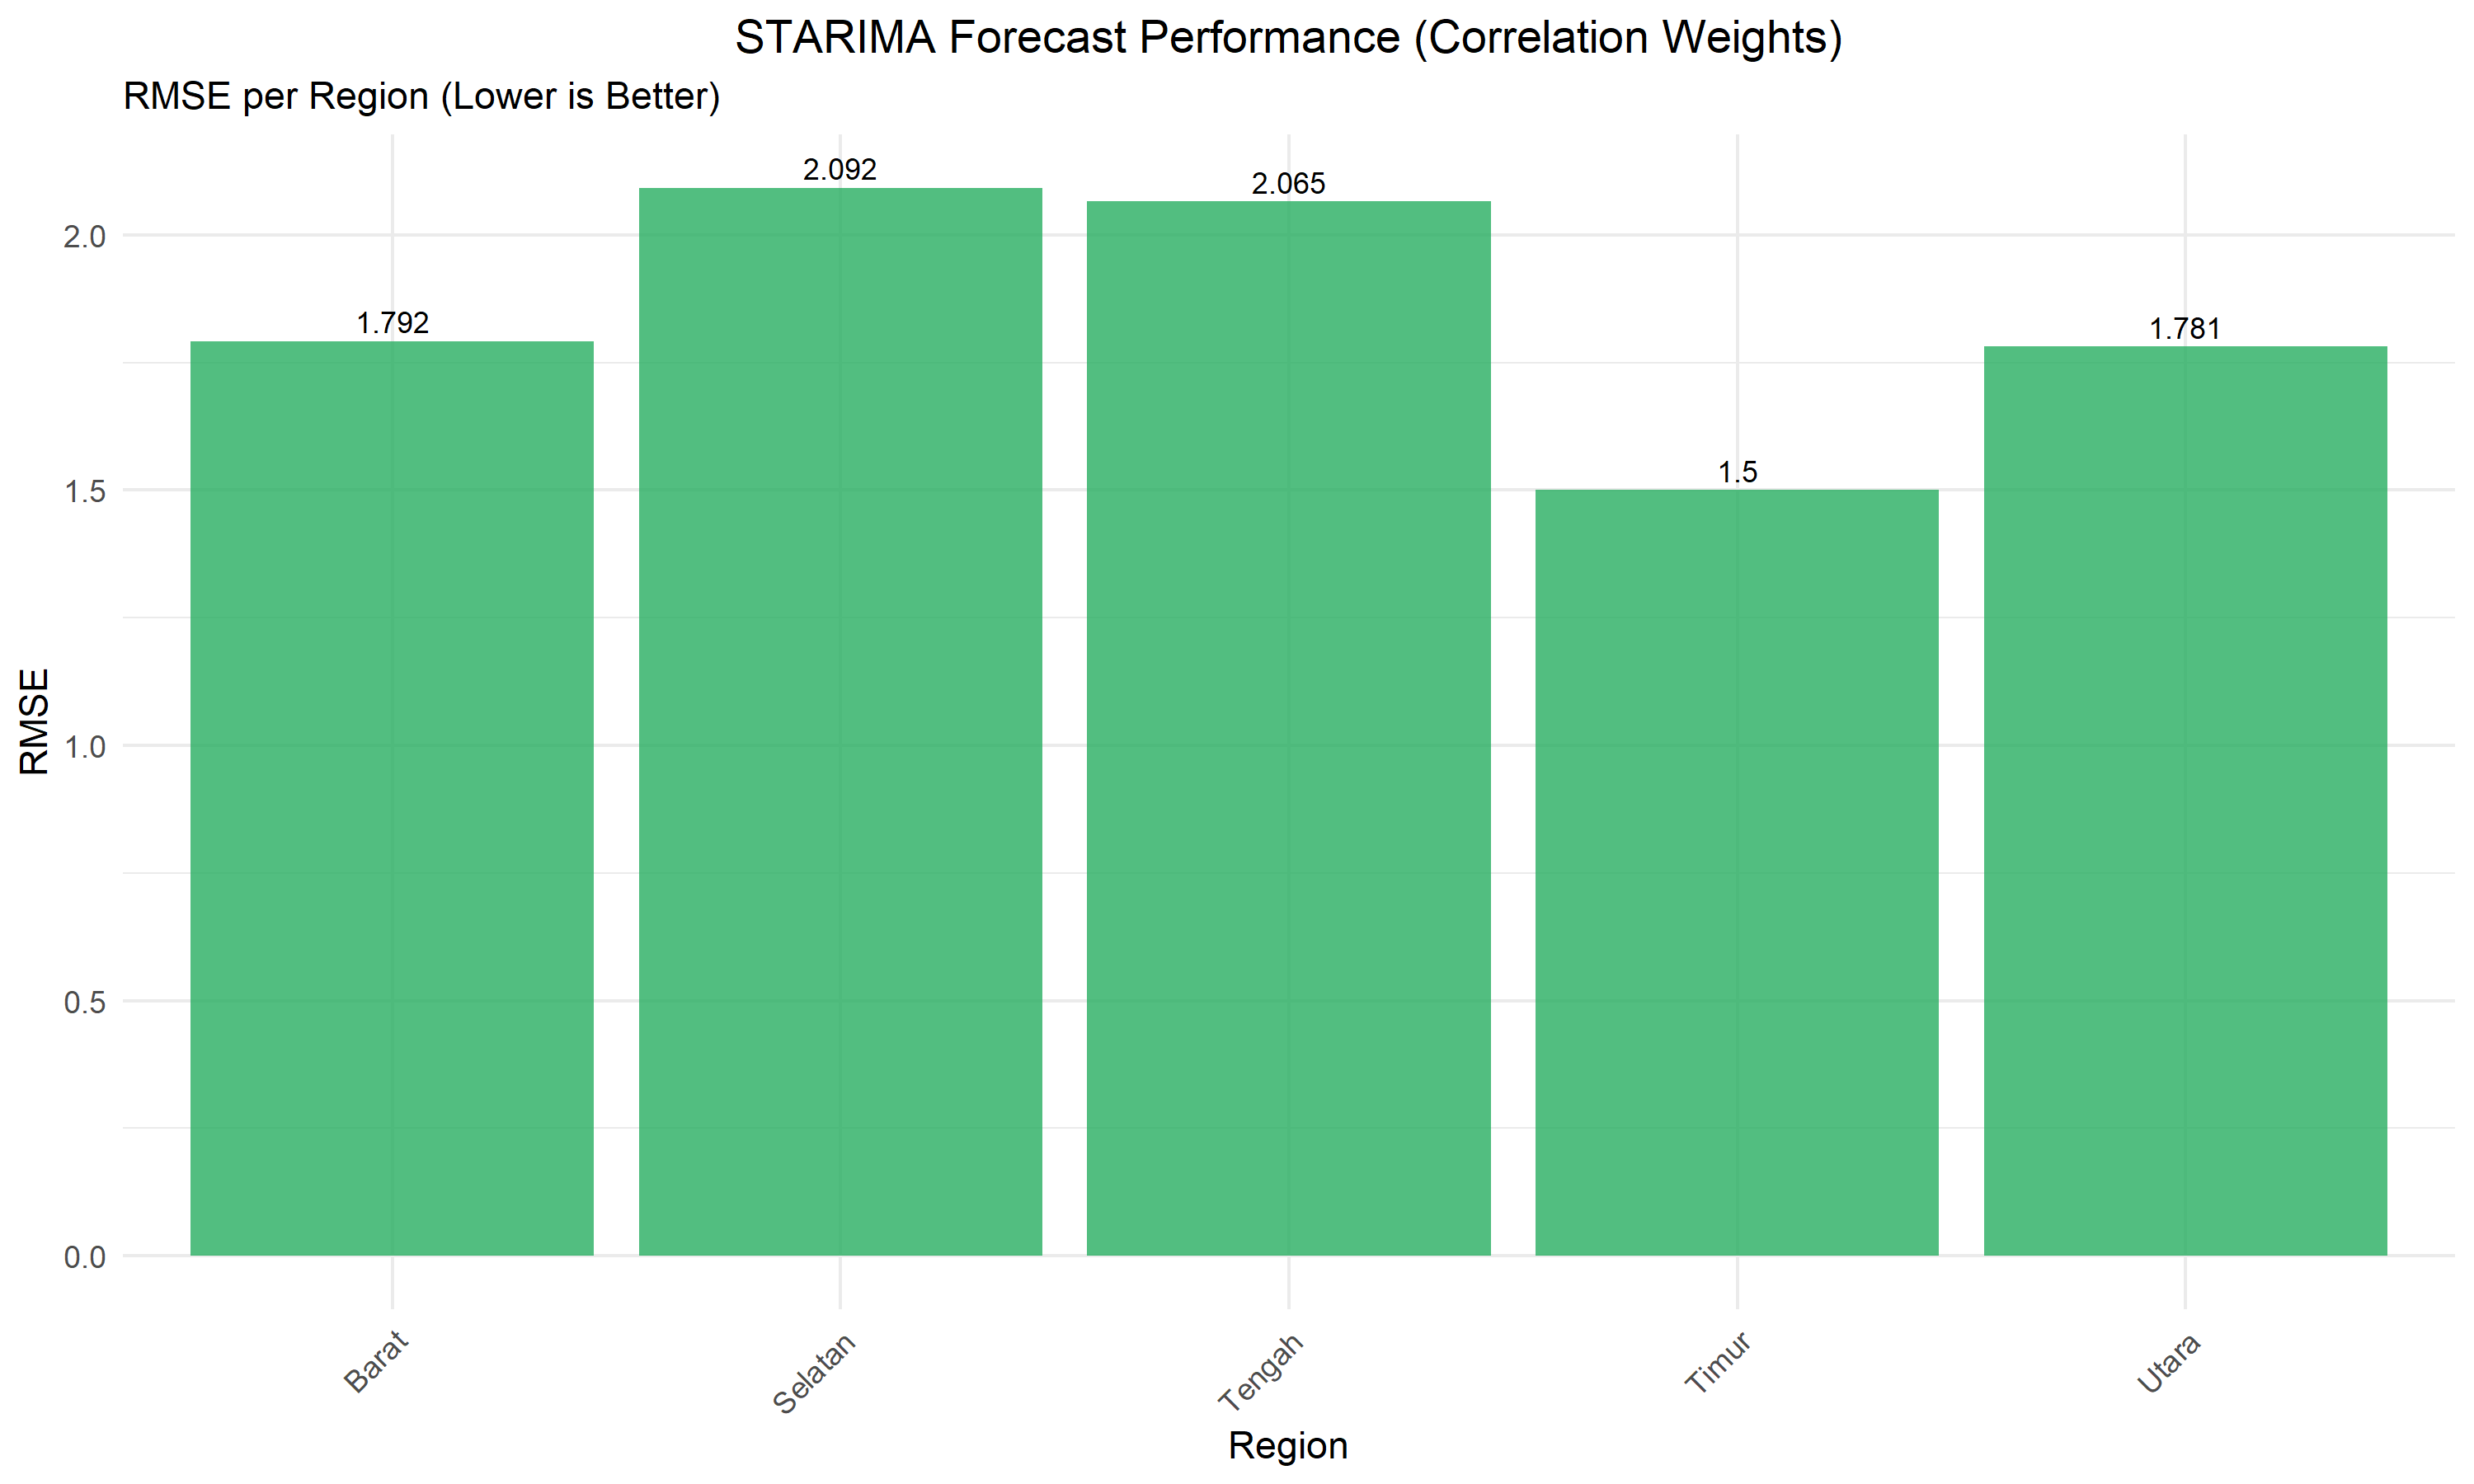 STARIMA Forecast Performance (Correlation Weights)
RMSE per Region (Lower is Better)
2.092
2.065
1.792
1.781
1.5
2.0
1.5
1.0
0.5
0.0
RMSE
Barat
Selatan
Tengah
Timur
Utara
Region